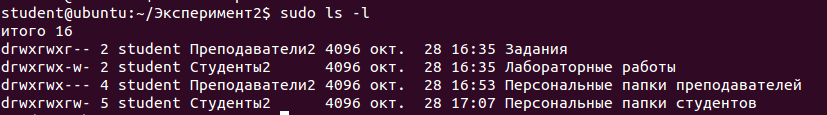 student@ubuntu:~/Эксперимент2$ sudo ls -l
итого 16
drwxrwxr-- 2 student Преподаватели2 4096 окт.  28 16:35 Задания
drwxrwx-w- 2 student Студенты2      4096 окт.  28 16:35 Лабораторные работы
drwxrwx--- 4 student Преподаватели2 4096 окт.  28 16:53 Персональные папки преподавателей
drwxrwxrw- 5 student Студенты2      4096 окт.  28 17:07 Персональные папки студентов